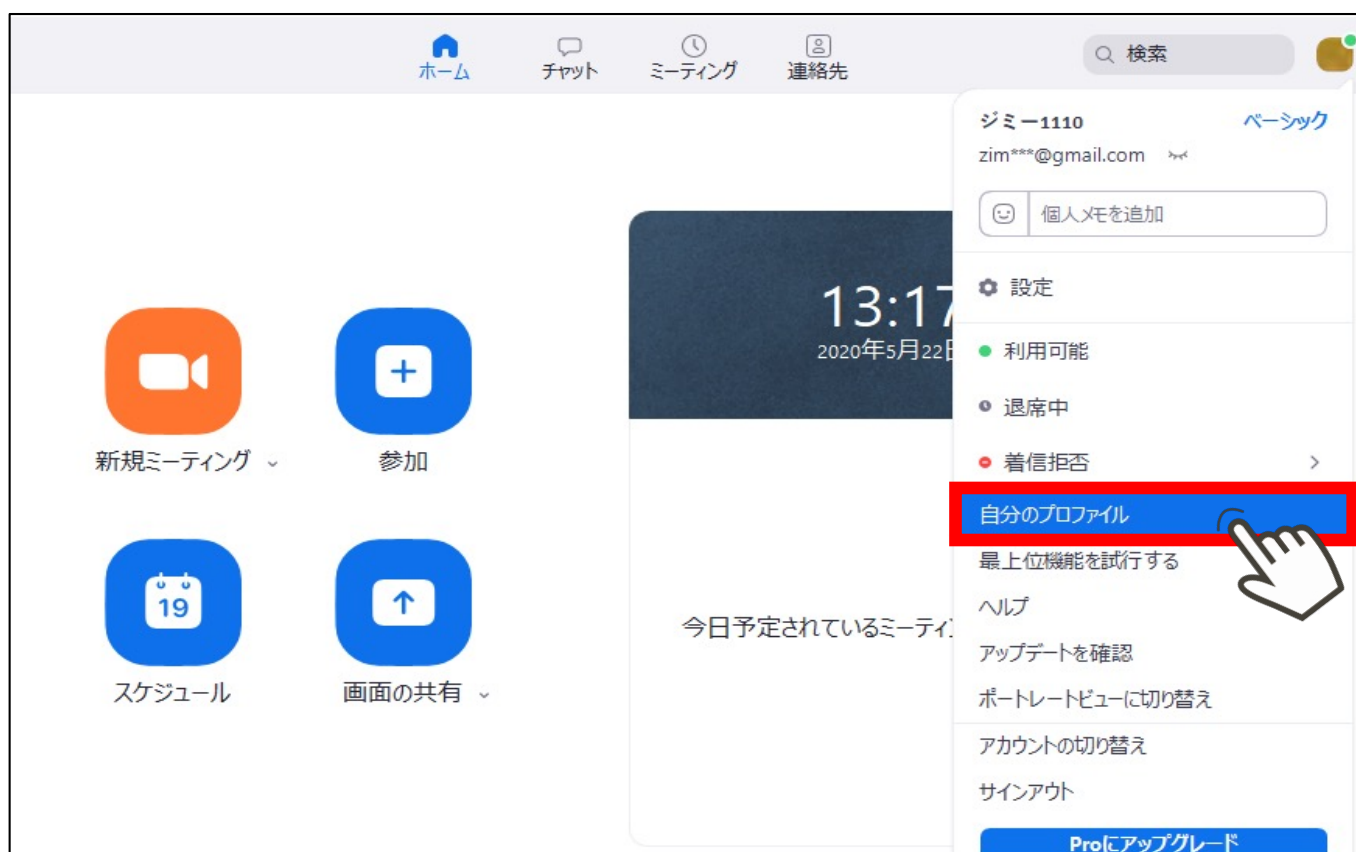 ホーム
チャット
ミーティング
連絡先
検索
ジミー1110 ベーシック
zim***@gmail.com
個人メモを追加
設定
13:17
2020年5月22日
利用可能
退席中
着信拒否
新規ミーティング
参加
自分のプロファイル
最上位機能を試行する
ヘルプ
19
今日予定されているミーティ
アップデートを確認
スケジュール
画面の共有
ポートレートビューに切り替え
アカウントの切り替え
サインアウト
Proにアップグレード